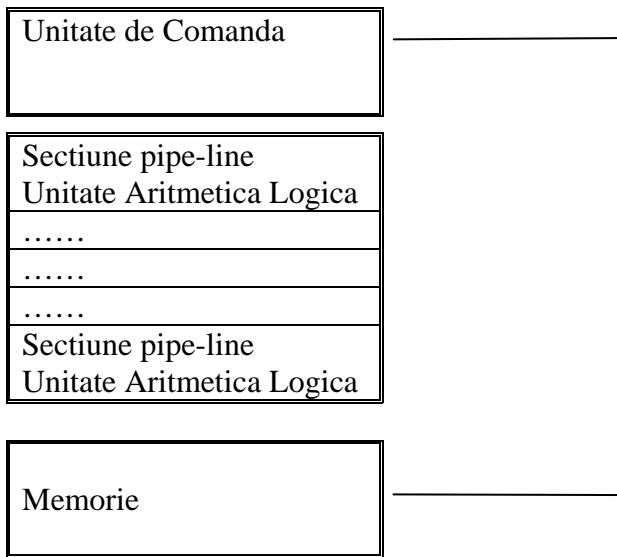 Unitate de Comanda
Sectiune pipe-line
Unitate Aritmetica Logica
……
……
……
Sectiune pipe-line
Unitate Aritmetica Logica
Memorie